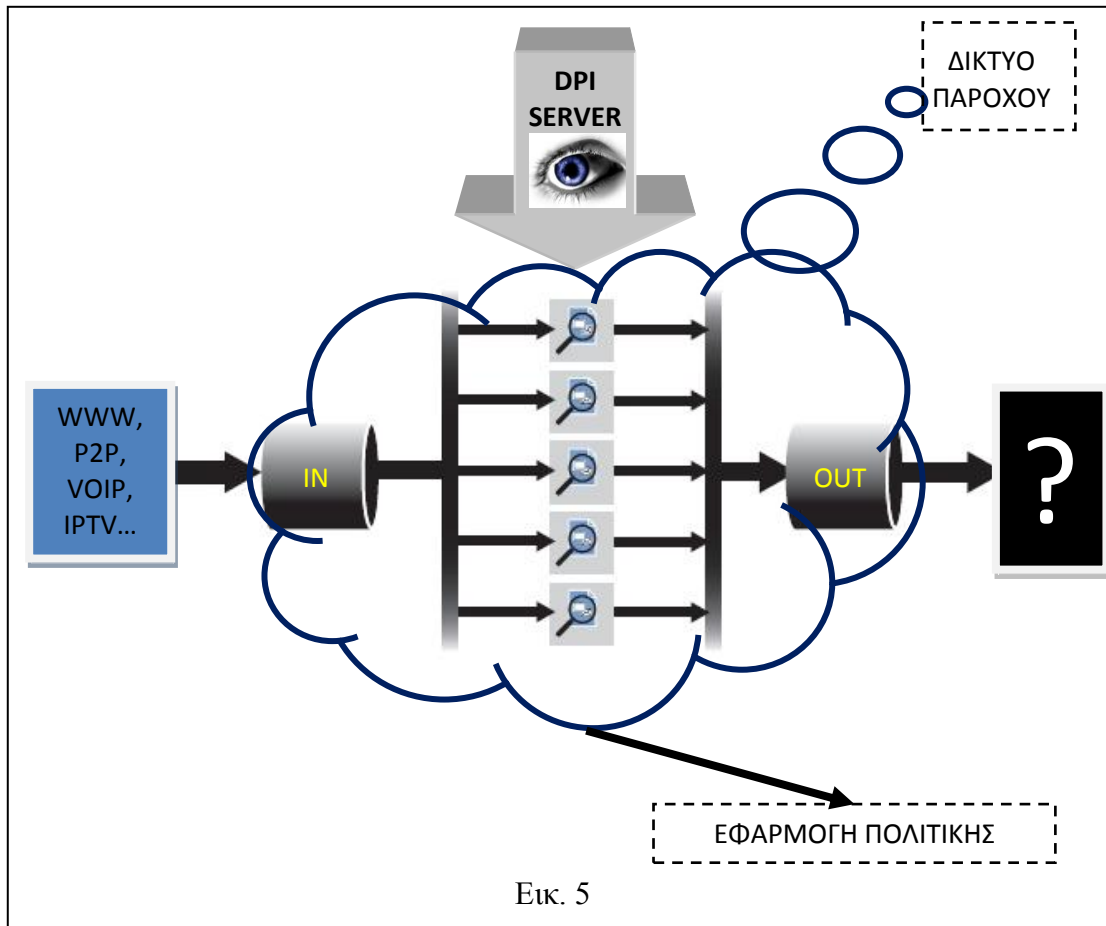 DPI
SERVER
ΔΙΚΤΥΟ
ΠΑΡΟΧΟΥ
WWW,
P2P,
VOIP,
IPTV...
IN
OUT
?
ΕΦΑΡΜΟΓΗ ΠΟΛΙΤΙΚΗΣ
Εικ. 5